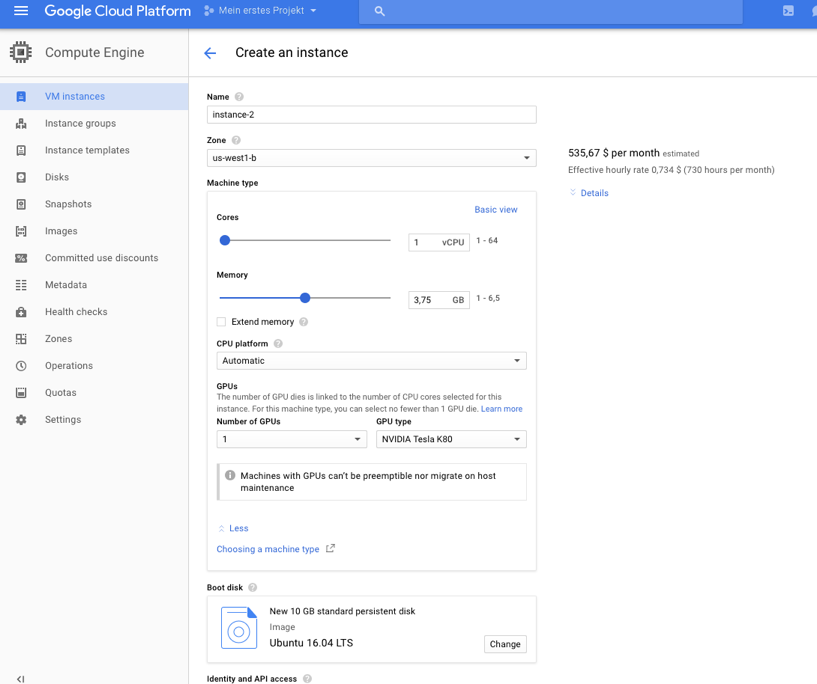 Google Cloud Platform
Mein erstes Projekt
Compute Engine
Create an instance
VM instances
Instance groups
Instance templates
Disks
Snapshots
Images
Committed use discounts
Metadata
Health checks
Zones
Operations
Quotas
Settings
Name
instance-2
Zone
us-west1-b
Machine type
Basic view
Cores
1 vCPU 1 - 64
Memory
3,75 GB 1 - 6,5
Extend memory
CPU platform
Automatic
GPUs
The number of GPU dies is linked to the number of CPU cores selected for this
instance. For this machine type, you can select no fewer than 1 GPU die. Learn more
Number of GPUs GPU type
1 NVIDIA Tesla K80
Machines with GPUs can't be preemptible nor migrate on host
maintenance
Less
Choosing a machine type
Boot disk
New 10 GB standard persistent disk
Image
Ubuntu 16.04 LTS
Change
Identity and API access
535,67 $ per month estimated
Effective hourly rate 0,734 $ (730 hours per month)
Details